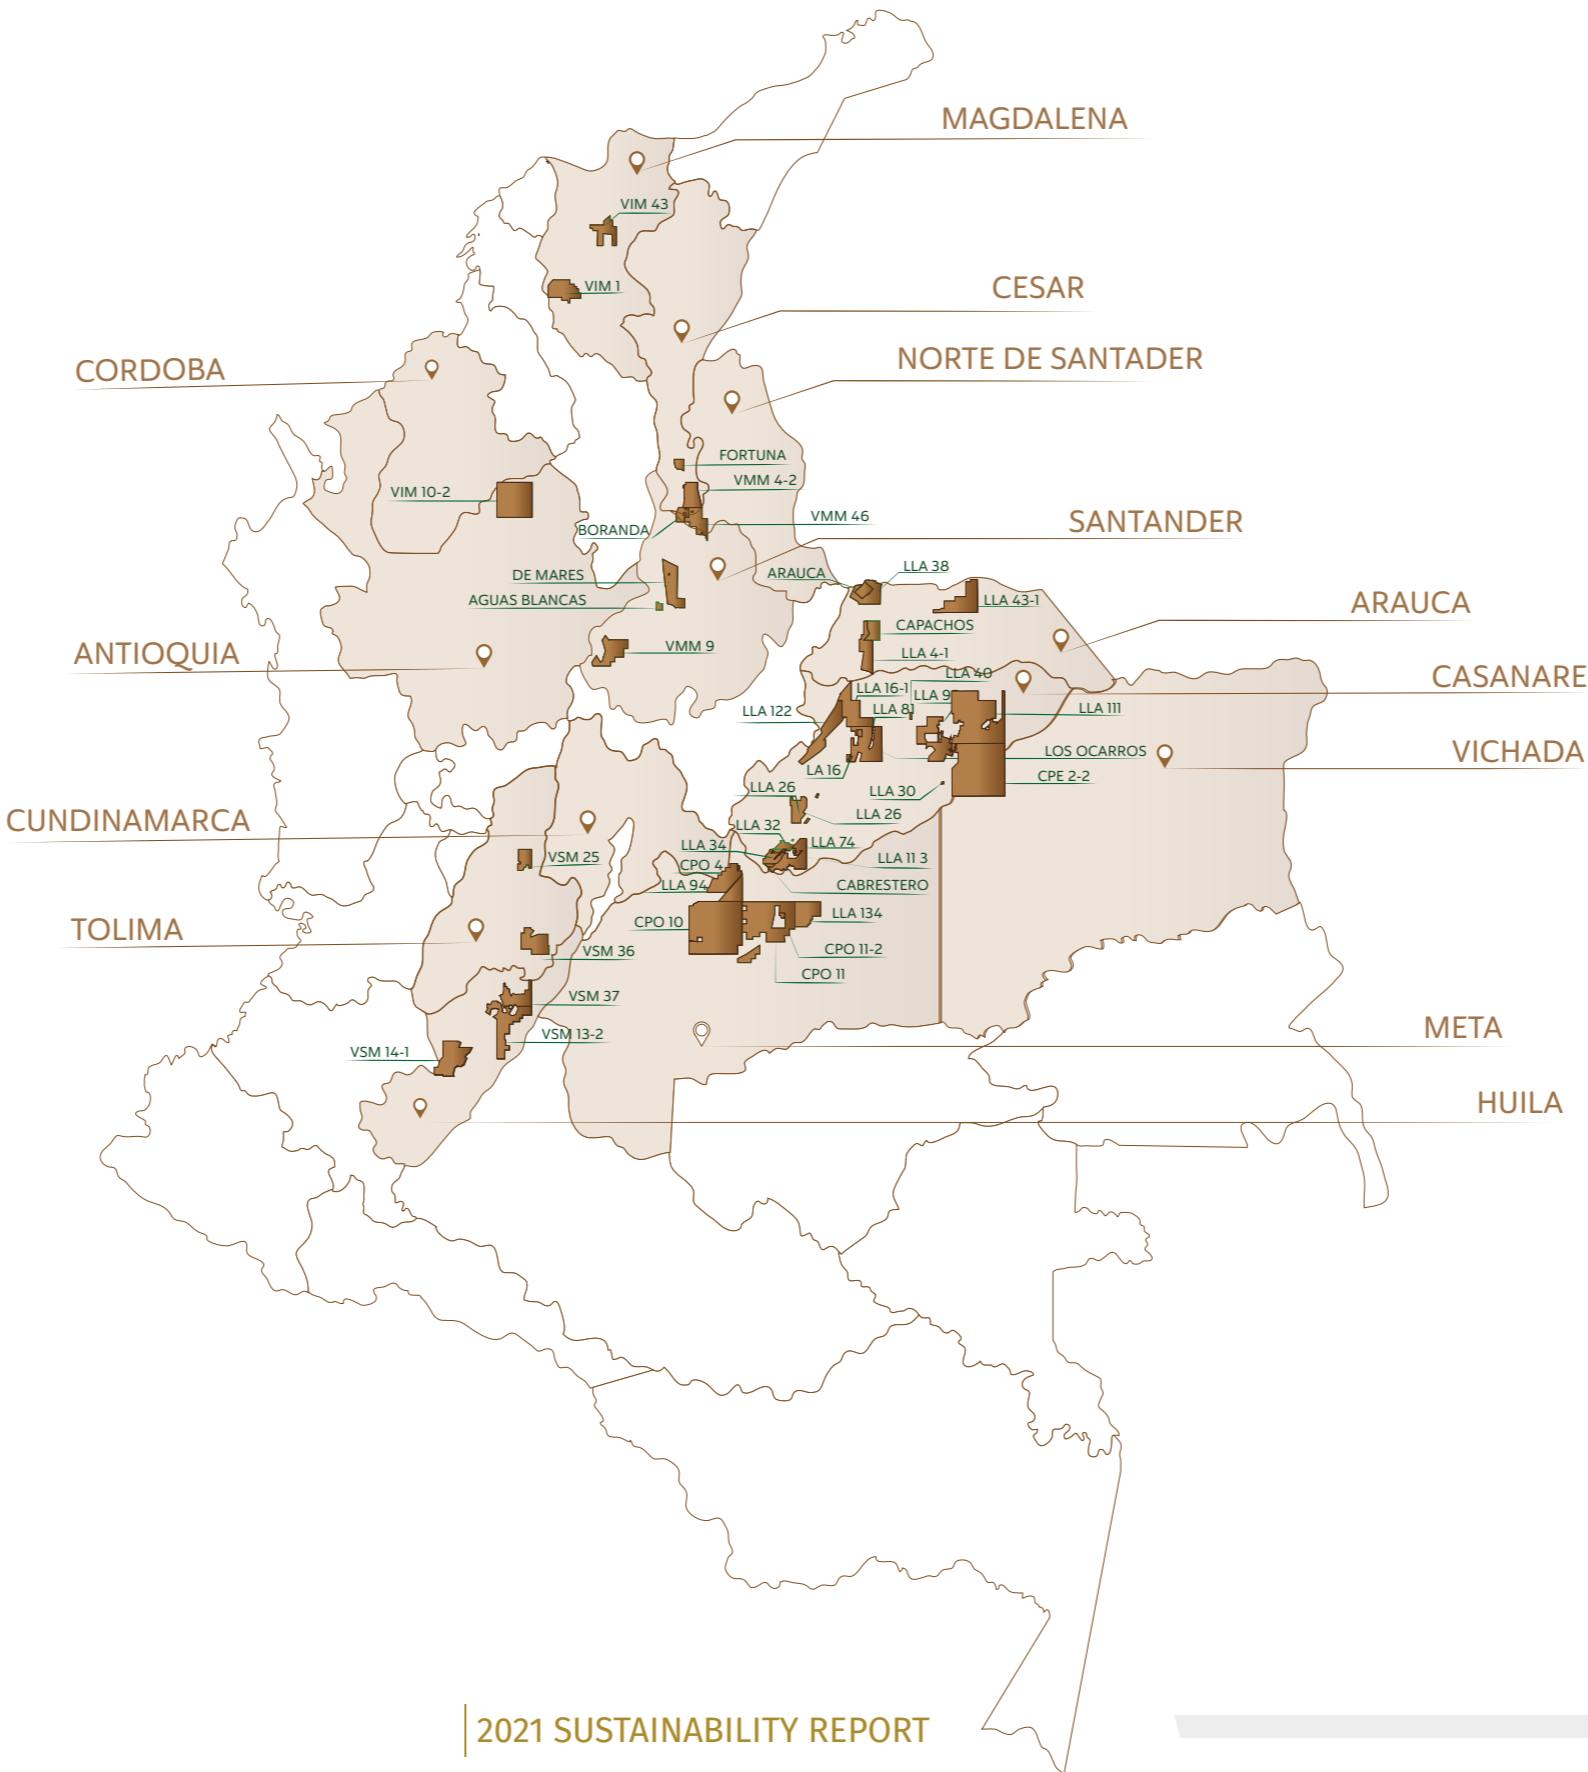 MAGDALENA
VIM 43
CESAR
VIM 1
NORTE DE SANTADER
CORDOBA
FORTUNA
VMM 4-2
VIM 10-2
VMM 46
BORANDA
SANTANDER
DE MARES
ARAUCA
LLA 38
AGUAS BLANCAS
LLA 43-1
ARAUCA
CAPACHOS
ANTIOQUIA
VMM 9
LLA 4-1
LLA 40
CASANARE
LLA 16-1
LLA 122
LLA 81
LLA 111
LOS OCARROS
VICHADA
LA 16
CPE 2-2
LLA 26
LLA 30
LLA 26
CUNDINAMARCA
LLA 32
LLA 34
LLA 74
VSM 25
CPO 4
LLA 11 3
LLA 94
CABRESTERO
CPO 10
LLA 134
TOLIMA
VSM 36
CPO 11-2
CPO 11
VSM 37
META
VSM 13-2
VSM 14-1
HUILA
2021 SUSTAINABILITY REPORT